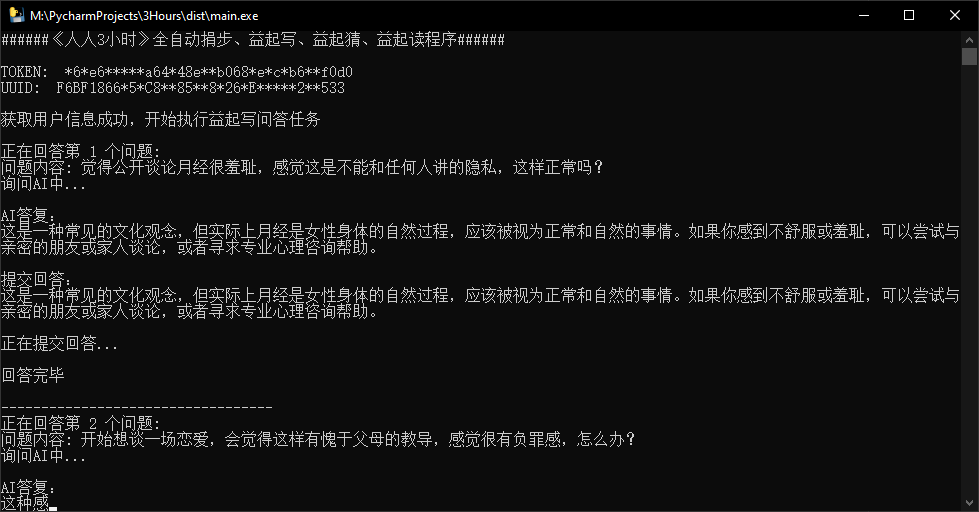 M:\PycharmProjects\3Hours\dist\main.exe
######《人人3小时》全自动捐步、益起写、益起猜、益起读程序######
TOKEN:  *6*e6*****a64*48e**b068*e*c*b6**f0d0
UUID:  F6BF1866*5*C8**85**8*26*E*****2**533
获取用户信息成功，开始执行益起写问答任务
正在回答第 1 个问题:
问题内容: 觉得公开谈论月经很羞耻，感觉这是不能和任何人讲的隐私，这样正常吗？
询问AI中...
AI答复:
这是一种常见的文化观念，但实际上月经是女性身体的自然过程，应该被视为正常和自然的事情。如果你感到不舒服或羞耻，可以尝试与
亲密的朋友或家人谈论，或者寻求专业心理咨询帮助。
提交回答:
这是一种常见的文化观念，但实际上月经是女性身体的自然过程，应该被视为正常和自然的事情。如果你感到不舒服或羞耻，可以尝试与
亲密的朋友或家人谈论，或者寻求专业心理咨询帮助。
正在提交回答...
回答完毕
----------------------------------
正在回答第 2 个问题:
问题内容: 开始想谈一场恋爱，会觉得这样有愧于父母的教导，感觉很有负罪感，怎么办？
询问AI中...
AI答复:
这种感